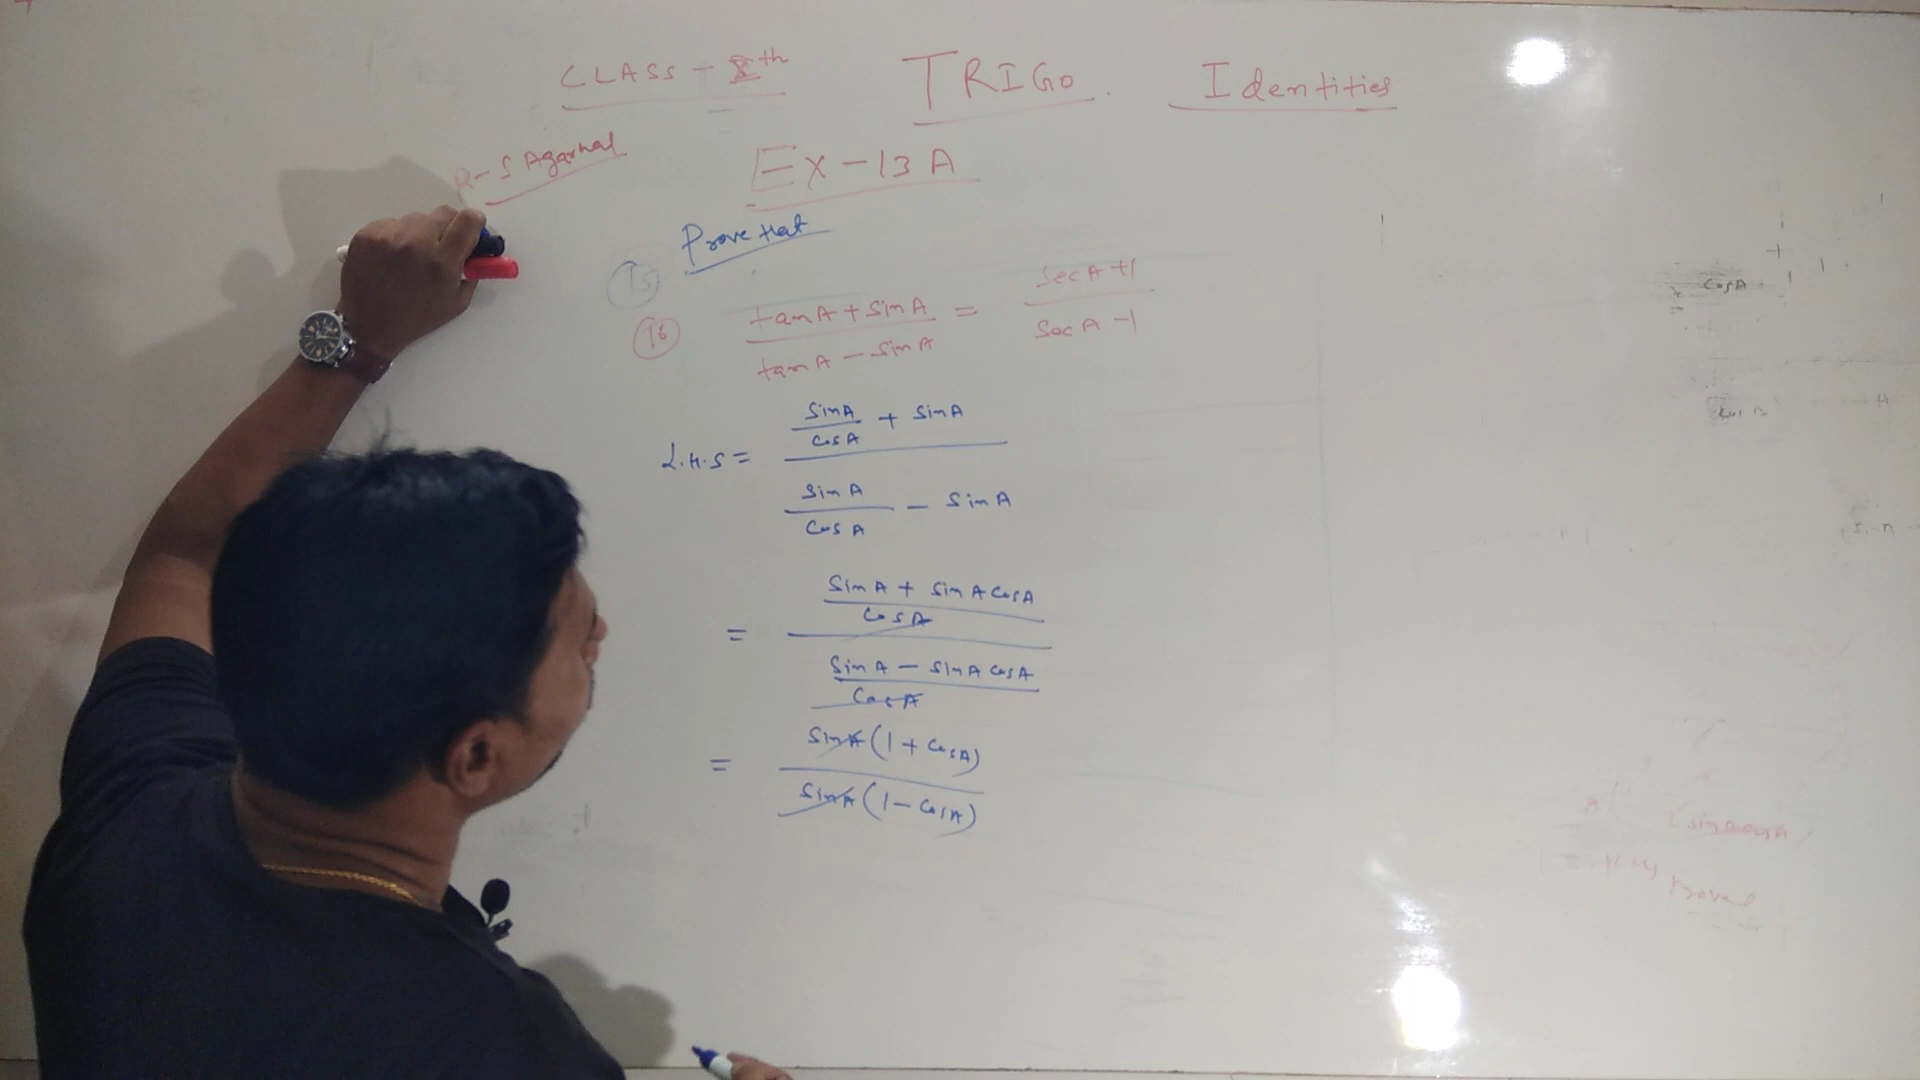 CLASS - Xth TRIGO. Identities
R-S Agarwal
EX-13 A
Prove that
15
16 tanA + sinA / tanA - sinA = secA +1 / secA -1
L.H.S = sinA/cosA + sinA / sinA/cosA - sinA
= sinA + sinA cosA / cosA / sinA - sinA cosA / cosA
= sinA (1 + cosA) / sinA (1 - cosA)
cosA